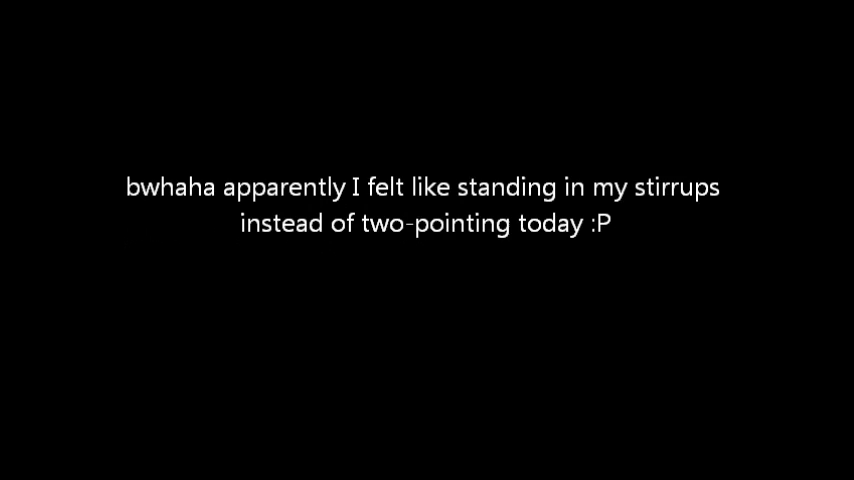 bwhaha apparently I felt like standing in my stirrups
instead of two-pointing today :P